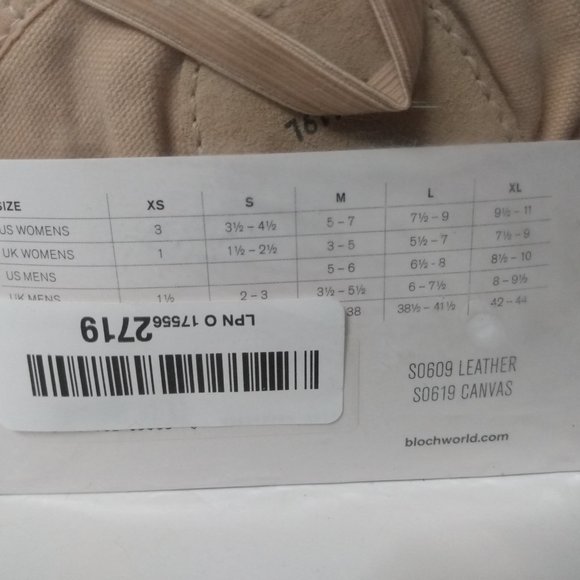 SIZE XS S M L XL
US WOMENS 3 3½ – 4½ 5 – 7 7½ – 9 9½ – 11
UK WOMENS 1 1½ – 2½ 3 – 5 5½ – 7 7½ – 9
US MENS 5 – 6 6½ - 8 8½ – 10
UK MENS 1½ 2 – 3 3½ – 5½ 6 – 7½ 8 – 9½
38 38½ – 41½ 42 – 44
LPN O 175562719
S0609 LEATHER
S0619 CANVAS
blochworld.com